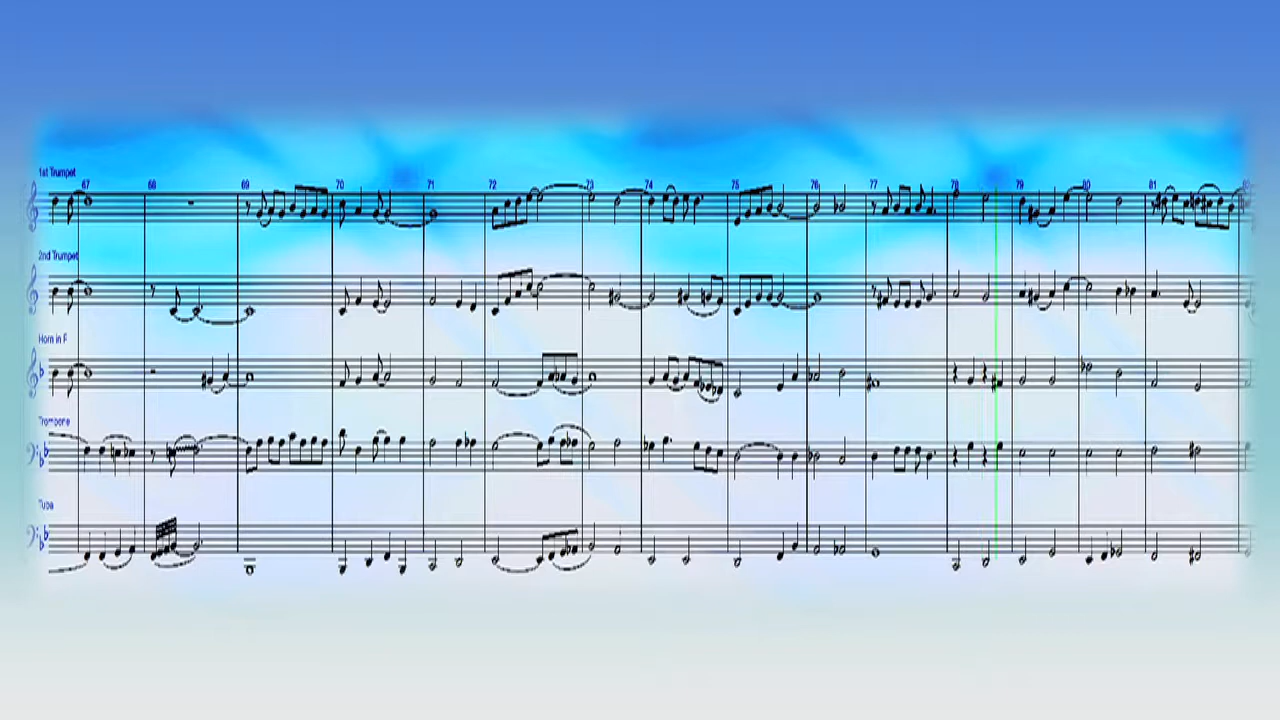 1st Trumpet
67 68 69 70 71 72 73 74 75 76 77 78 79 80 81
2nd Trumpet
Horn in F
Trombone
Tuba